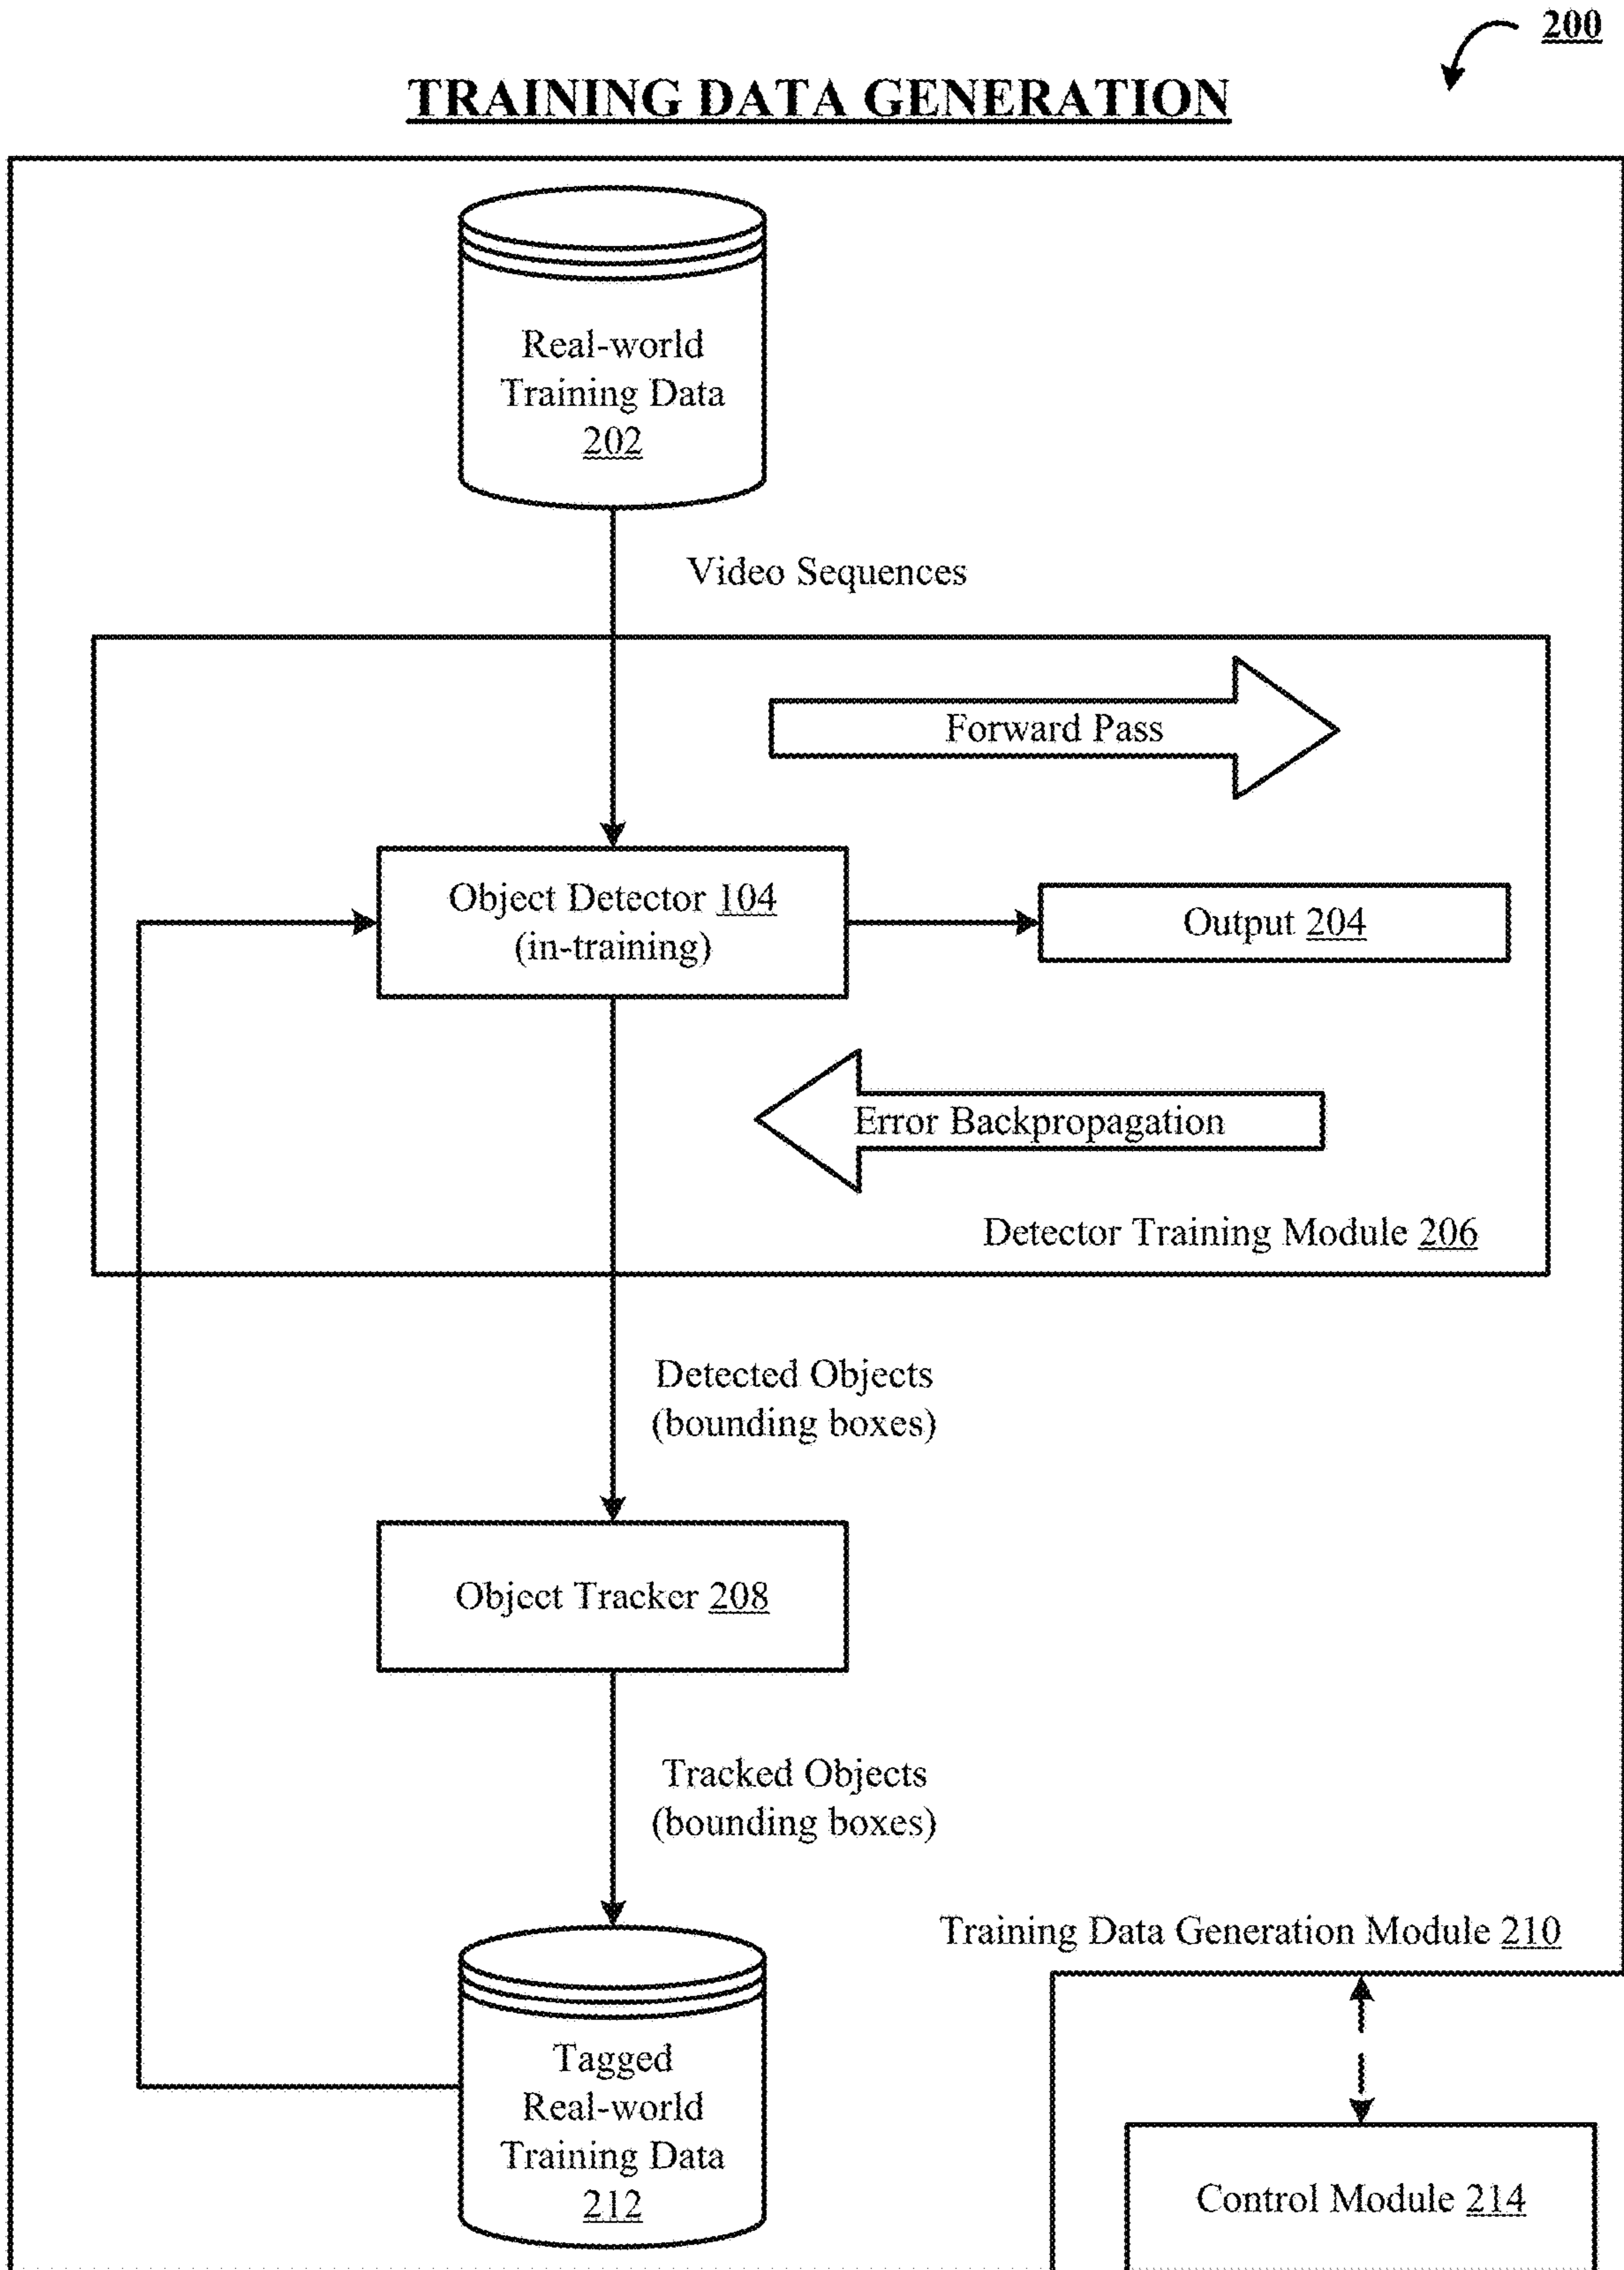 200
TRAINING DATA GENERATION
Real-world
Training Data
202
Video Sequences
Forward Pass
Object Detector 104
(in-training)
Output 204
Error Backpropagation
Detector Training Module 206
Detected Objects
(bounding boxes)
Object Tracker 208
Tracked Objects
(bounding boxes)
Training Data Generation Module 210
Tagged
Real-world
Training Data
212
Control Module 214